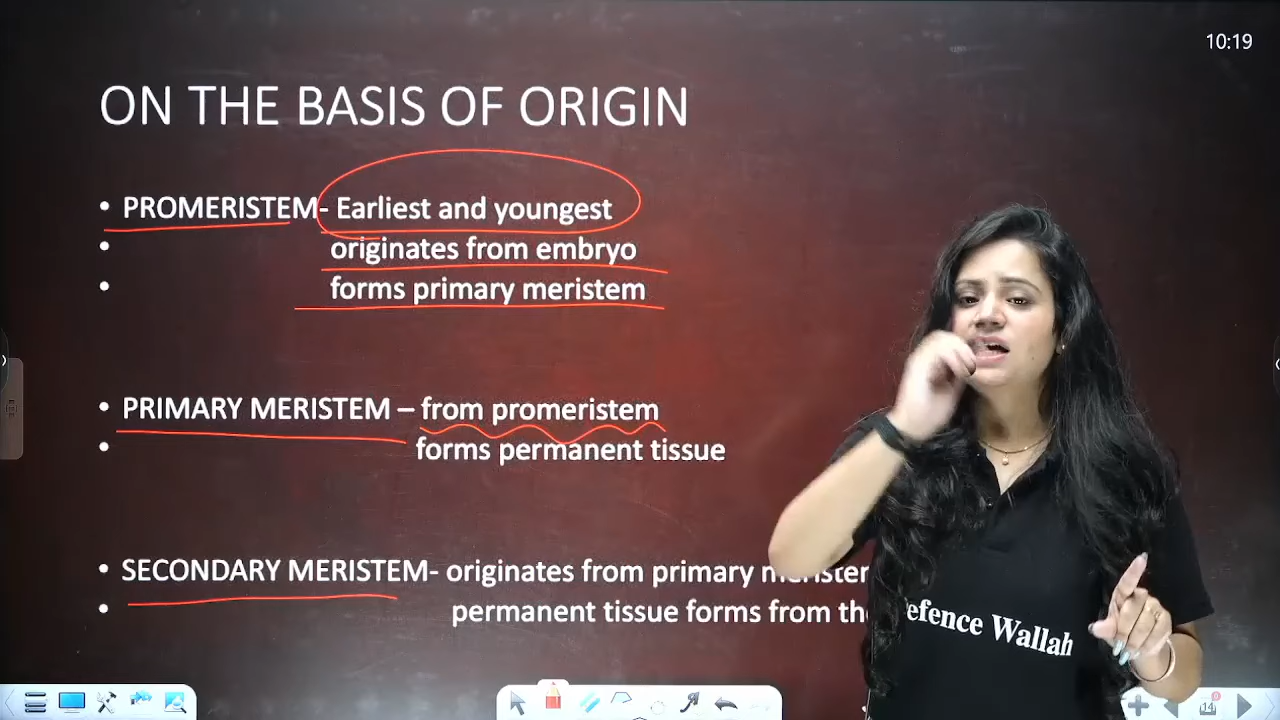 10:19
ON THE BASIS OF ORIGIN
• PROMERISTEM- Earliest and youngest
• originates from embryo
• forms primary meristem
• PRIMARY MERISTEM – from promeristem
• forms permanent tissue
• SECONDARY MERISTEM- originates from primary
• permanent tissue forms from
Wallah
14